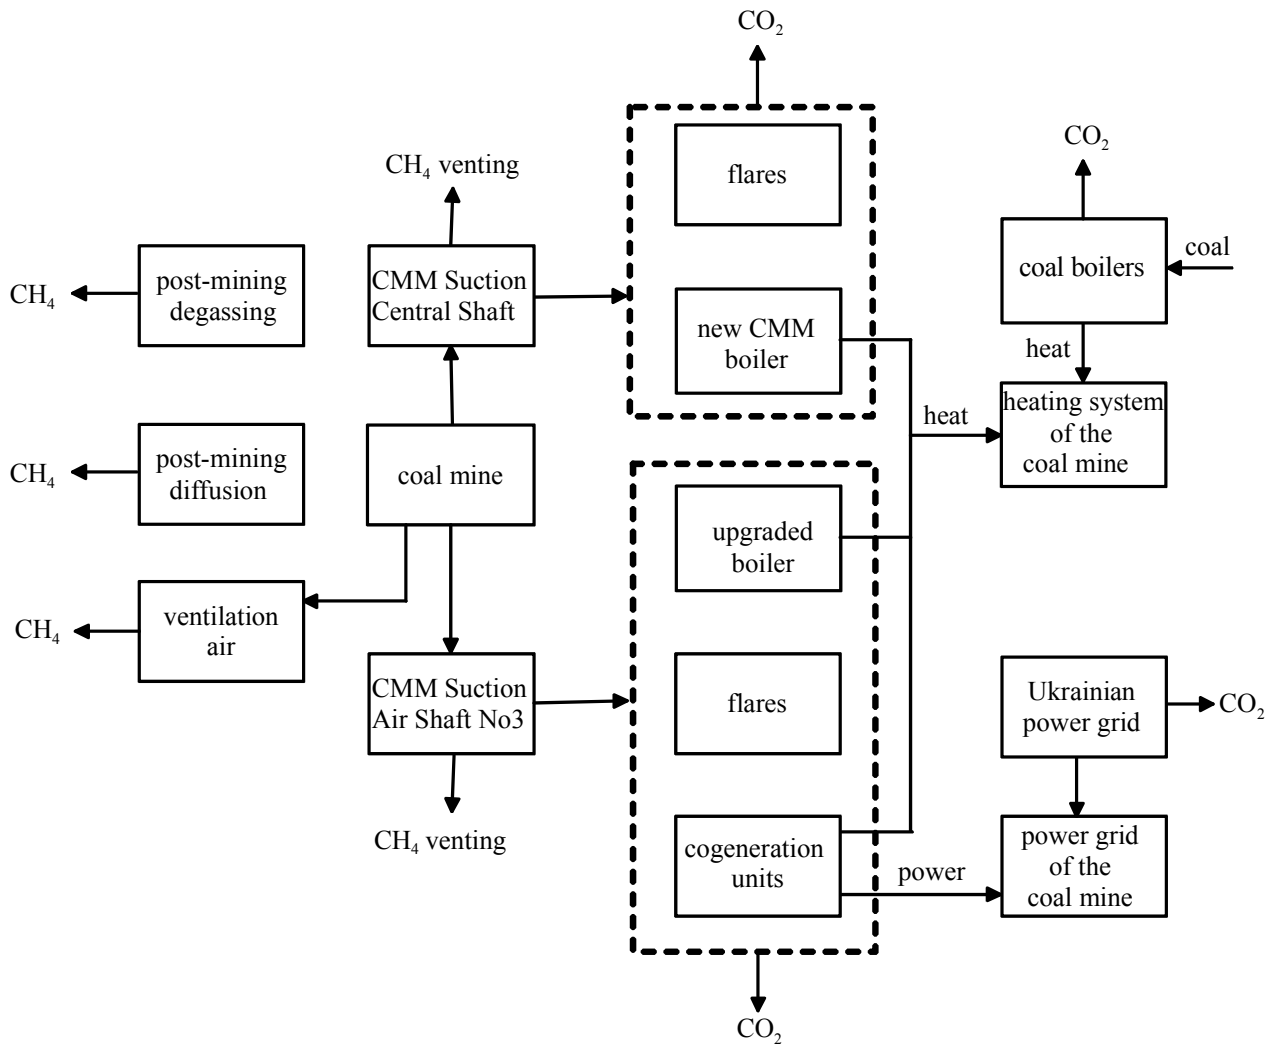 CO₂
CH₄ venting
flares
CO₂
coal boilers
coal
CH₄
post-mining
degassing
CMM Suction
Central Shaft
new CMM
boiler
heat
heating system
of the
coal mine
heat
CH₄
post-mining
diffusion
coal mine
upgraded
boiler
CH₄
ventilation
air
CMM Suction
Air Shaft No3
flares
Ukrainian
power grid
CO₂
CH₄ venting
cogeneration
units
power
power grid
of the
coal mine
CO₂